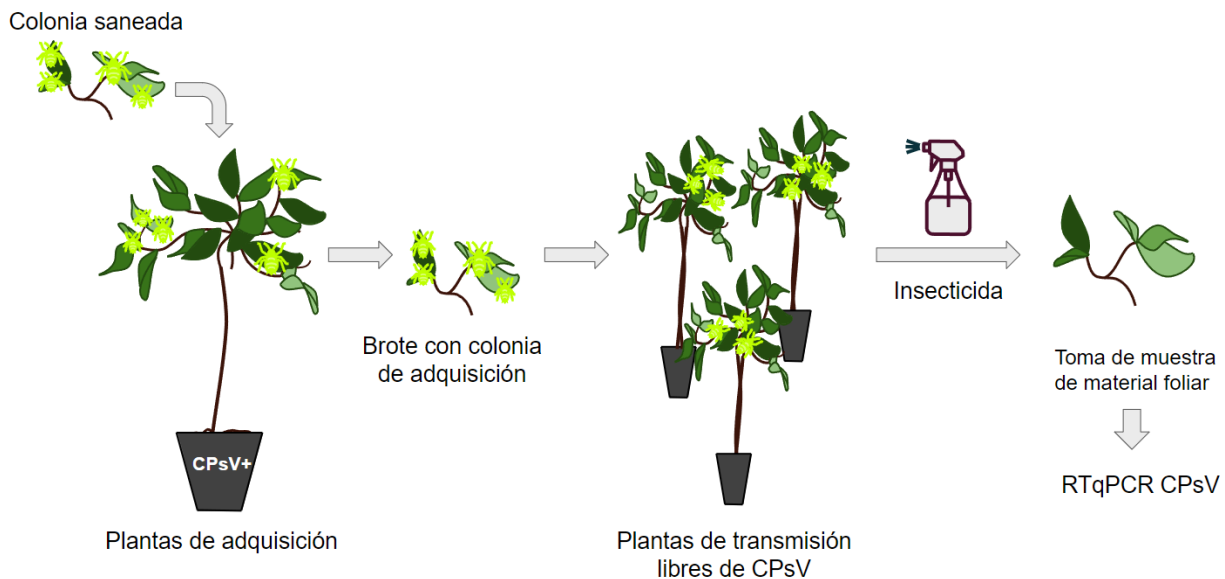 Colonia saneada
CPsV+
Plantas de adquisición
Brote con colonia
de adquisición
Plantas de transmisión
libres de CPsV
Insecticida
Toma de muestra
de material foliar
RTqPCR CPsV